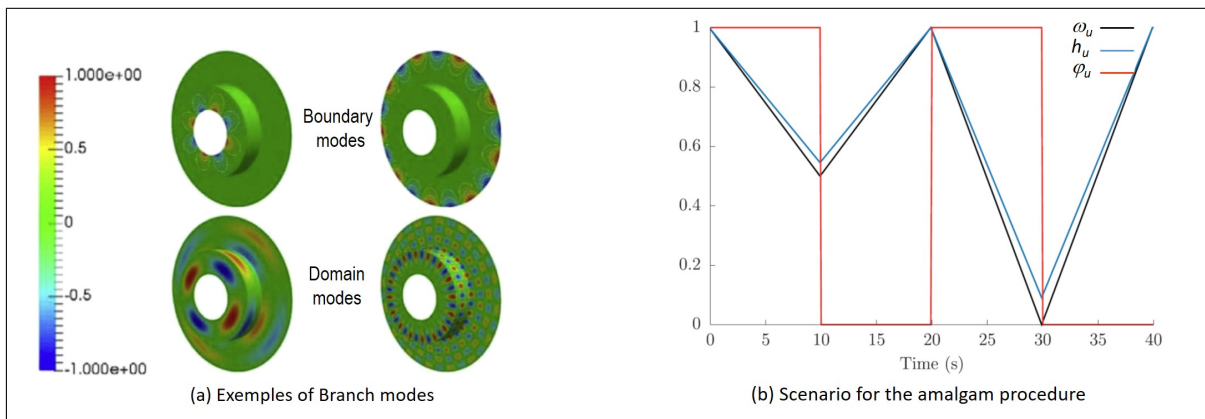 1.000e+00
0.5
0
-0.5
-1.000e+00
Boundary
modes
Domain
modes
(a) Exemples of Branch modes
1
0.8
0.6
0.4
0.2
0
0 5 10 15 20 25 30 35 40
Time (s)
ωu
hu
φu
(b) Scenario for the amalgam procedure